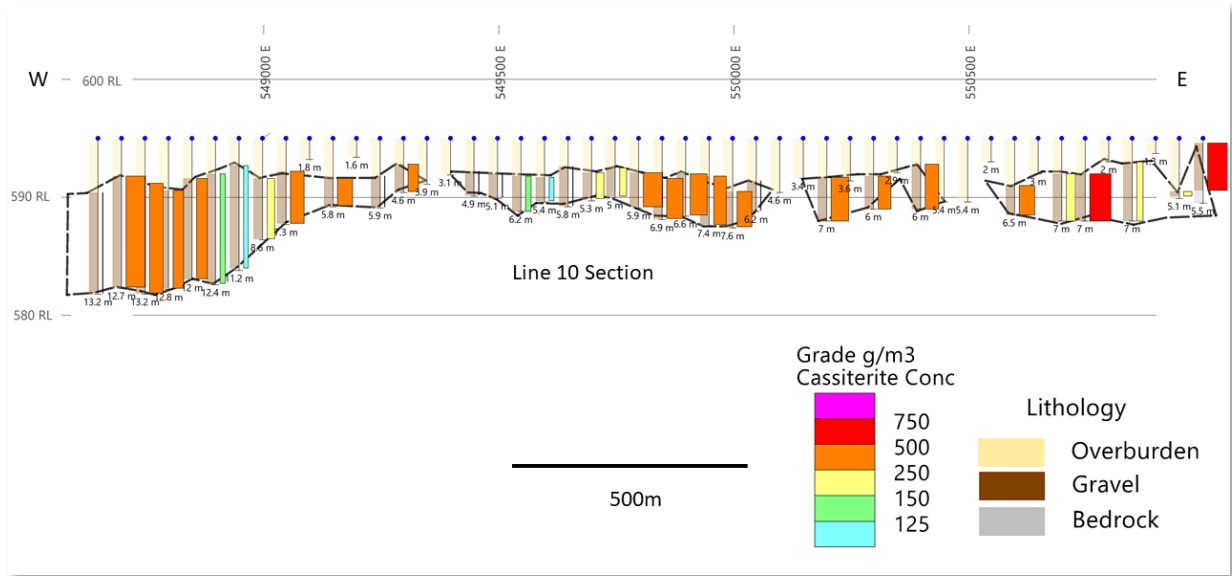 549000 E
549500 E
550000 E
550500 E
W
600 RL
E
1.8 m
1.6 m
3.9 m
3.1 m
3.4 m
3.6 m
2.9 m
2 m
3 m
2 m
1.3 m
590 RL
4.6 m
5.8 m
5.9 m
4.9 m
5.1 m
6.2 m
5.4 m
5.8 m
5.3 m
5 m
5.9 m
6.9 m
6.6 m
7.4 m
7.6 m
6.2 m
4.6 m
7 m
6 m
6 m
5.4 m
5.4 m
6.5 m
7 m
7 m
7 m
5.1 m
5.5 m
13.2 m
12.7 m
13.2 m
12.8 m
12 m
12.4 m
11.2 m
8.6 m
7.3 m
Line 10 Section
580 RL
500m
Grade g/m3
Cassiterite Conc
750
500
250
150
125
Lithology
Overburden
Gravel
Bedrock